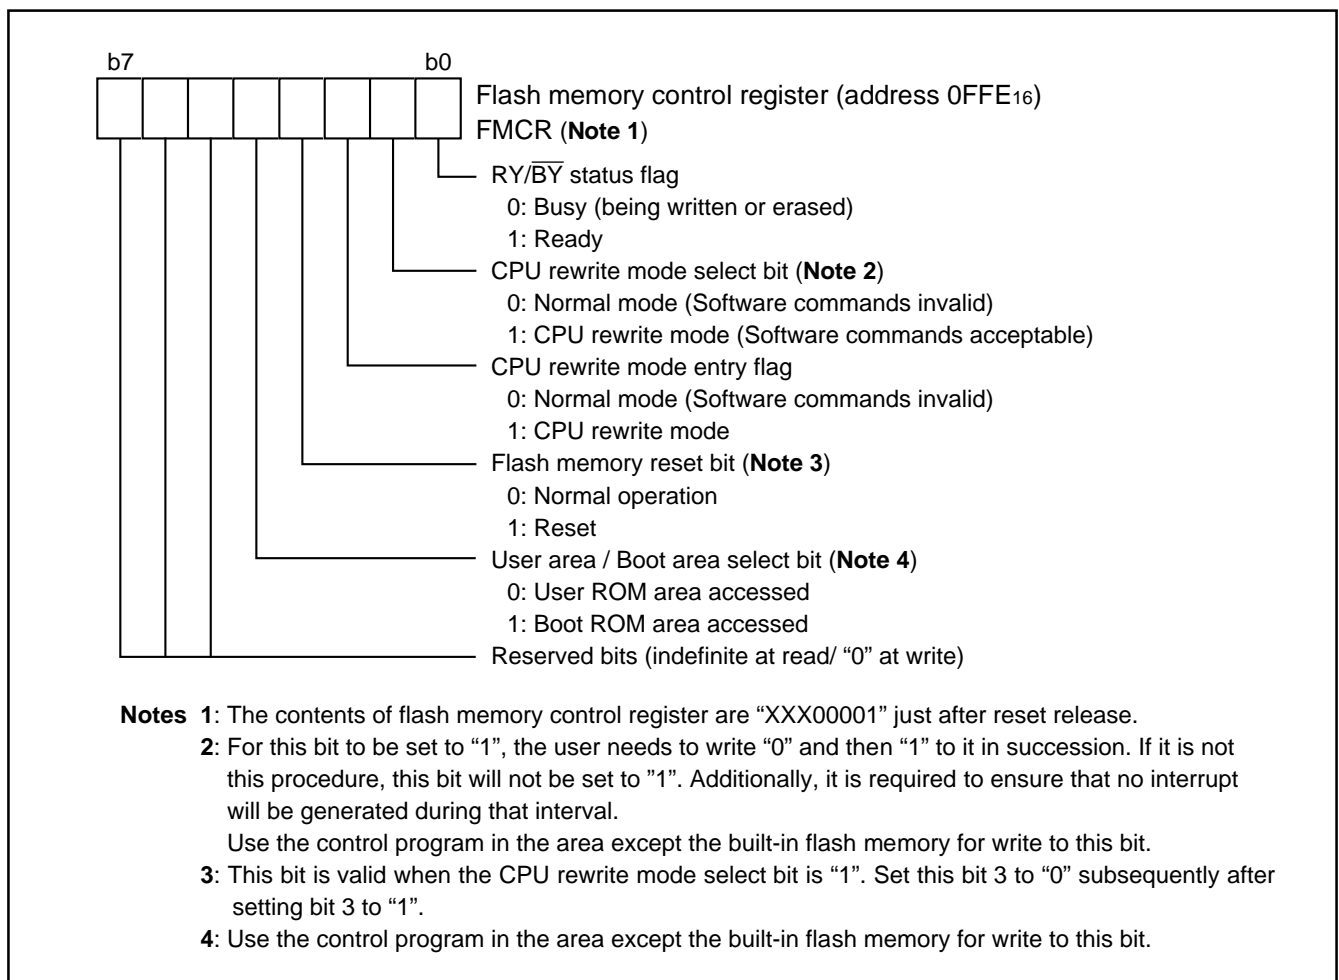 b7 b0
Flash memory control register (address 0FFE16)
FMCR (Note 1)
RY/BY status flag
0: Busy (being written or erased)
1: Ready
CPU rewrite mode select bit (Note 2)
0: Normal mode (Software commands invalid)
1: CPU rewrite mode (Software commands acceptable)
CPU rewrite mode entry flag
0: Normal mode (Software commands invalid)
1: CPU rewrite mode
Flash memory reset bit (Note 3)
0: Normal operation
1: Reset
User area / Boot area select bit (Note 4)
0: User ROM area accessed
1: Boot ROM area accessed
Reserved bits (indefinite at read/ “0” at write)
Notes 1: The contents of flash memory control register are “XXX00001” just after reset release.
2: For this bit to be set to “1”, the user needs to write “0” and then “1” to it in succession. If it is not
this procedure, this bit will not be set to ”1”. Additionally, it is required to ensure that no interrupt
will be generated during that interval.
Use the control program in the area except the built-in flash memory for write to this bit.
3: This bit is valid when the CPU rewrite mode select bit is “1”. Set this bit 3 to “0” subsequently after
setting bit 3 to “1”.
4: Use the control program in the area except the built-in flash memory for write to this bit.